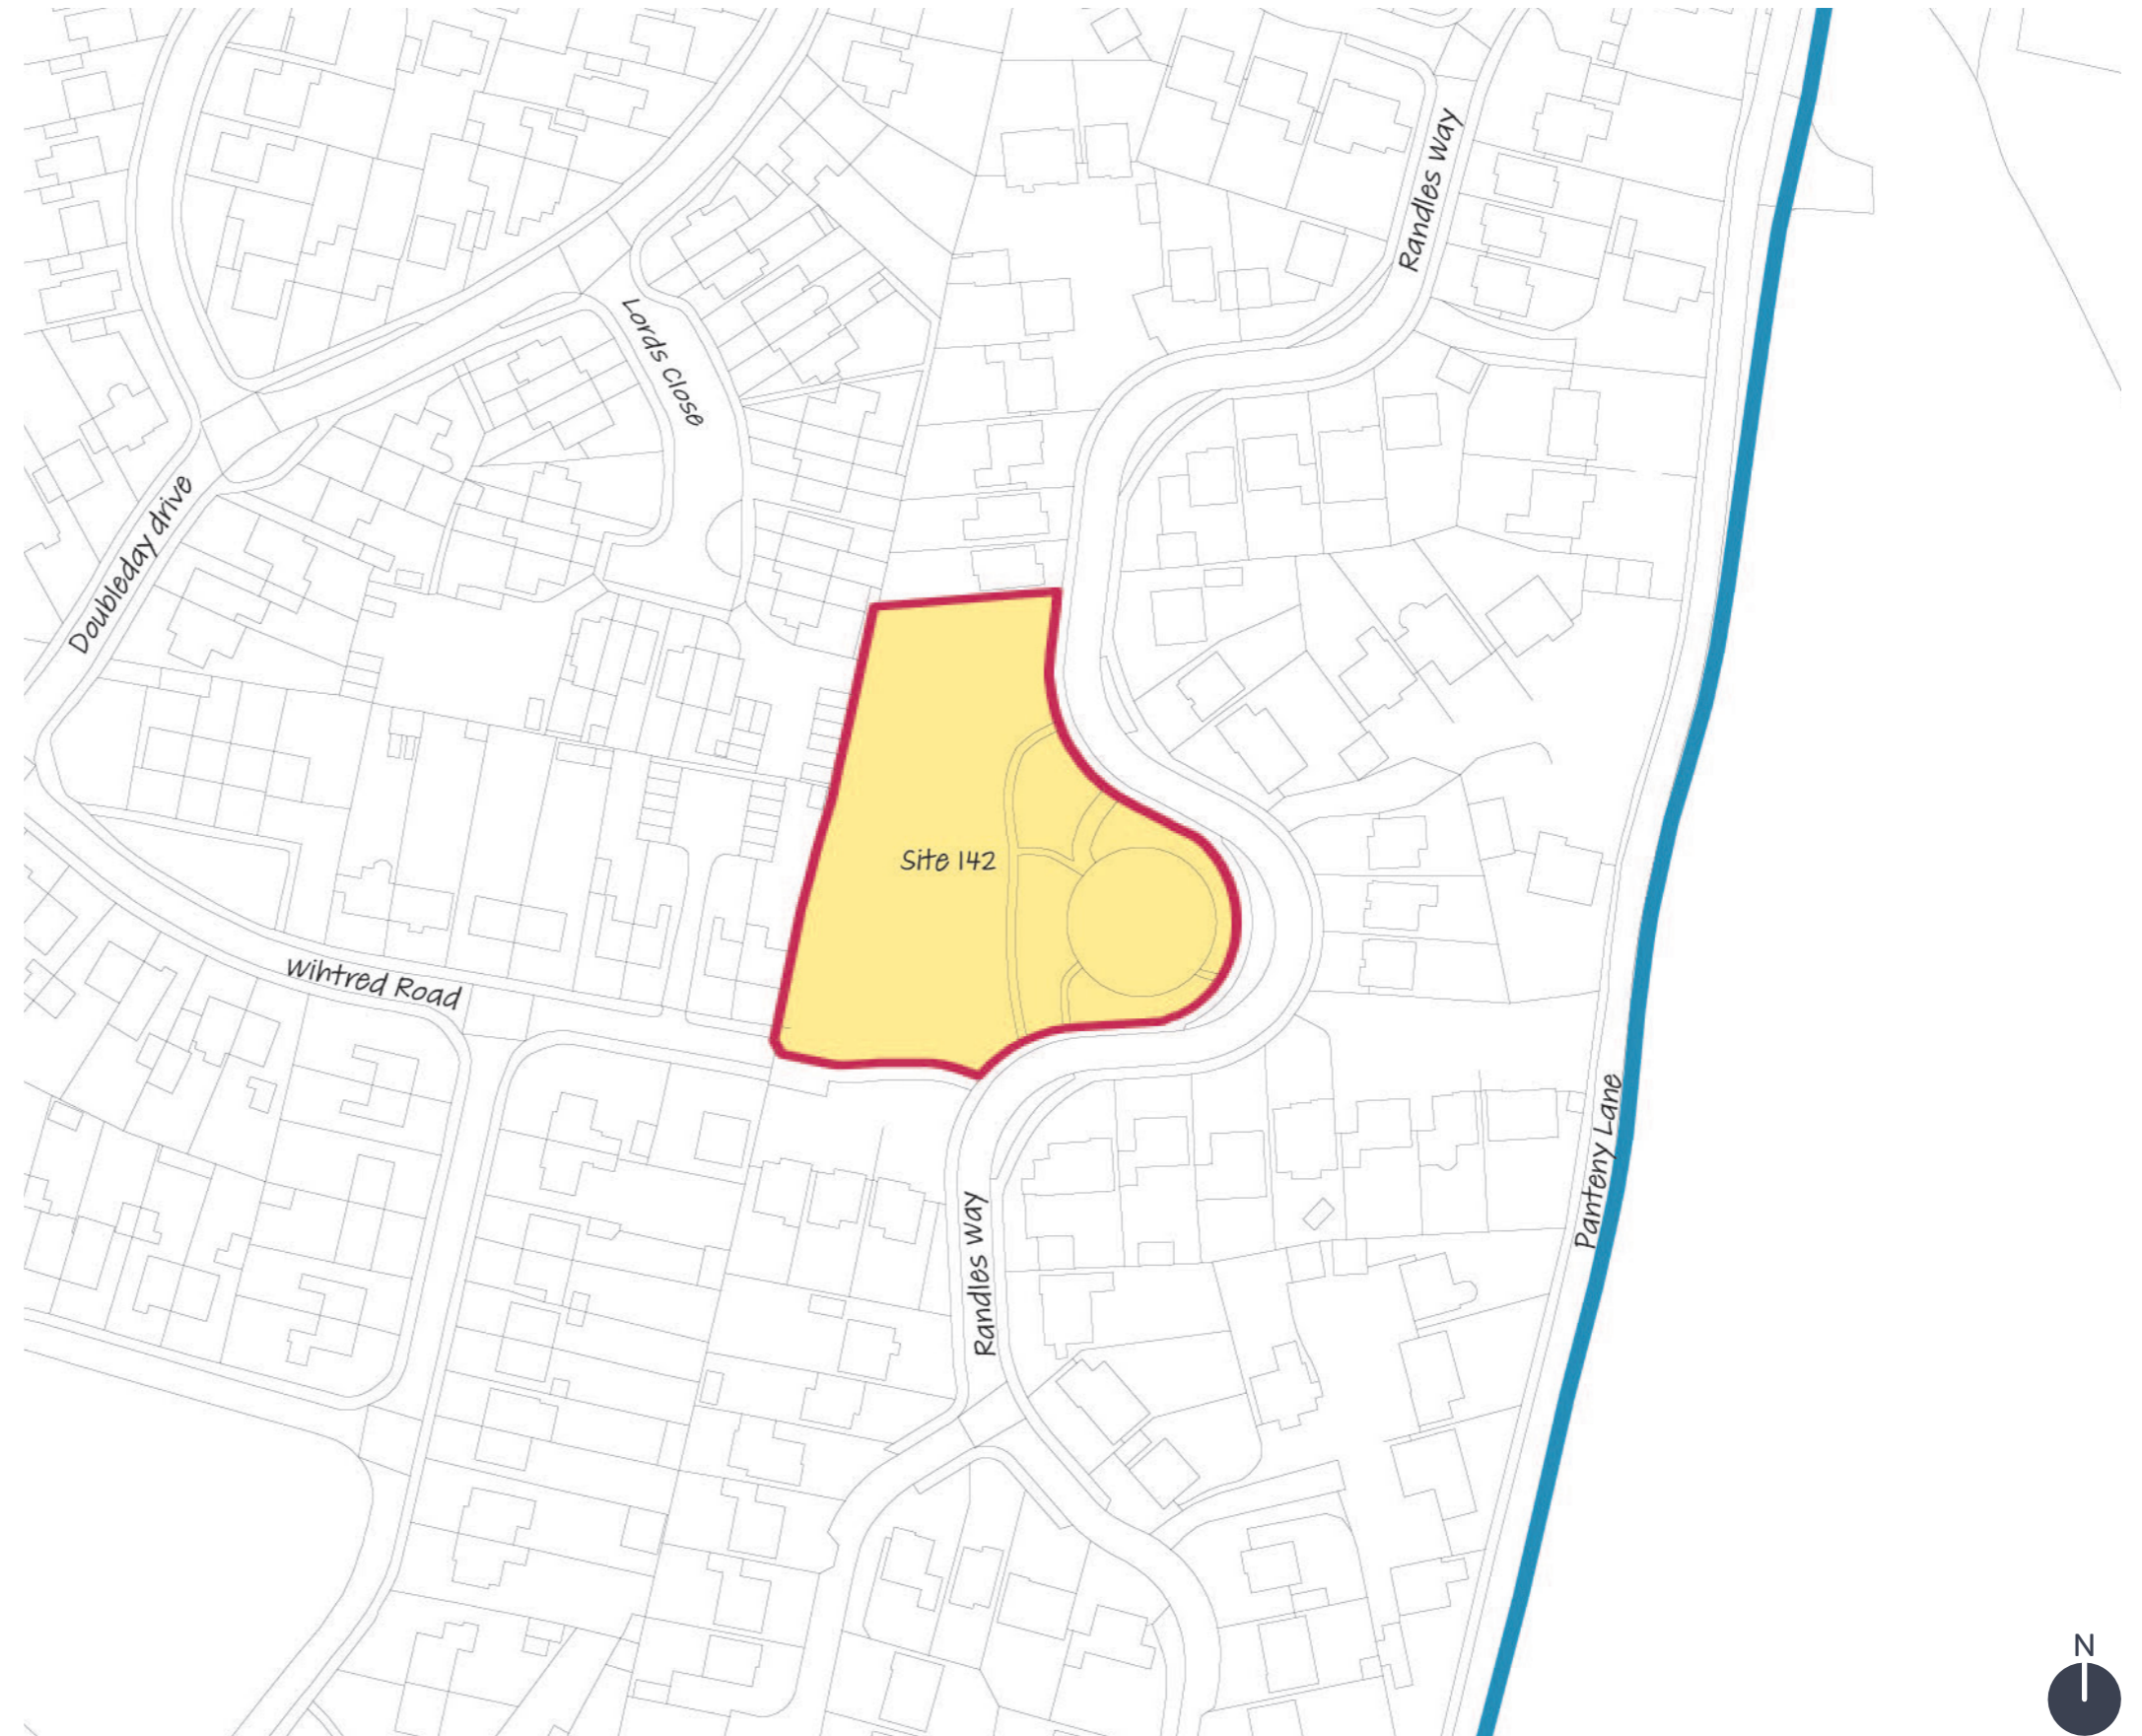 Randles Way
Lords Close
Doubleday drive
Site 142
Wihtred Road
Panteny Lane
Randles Way
N